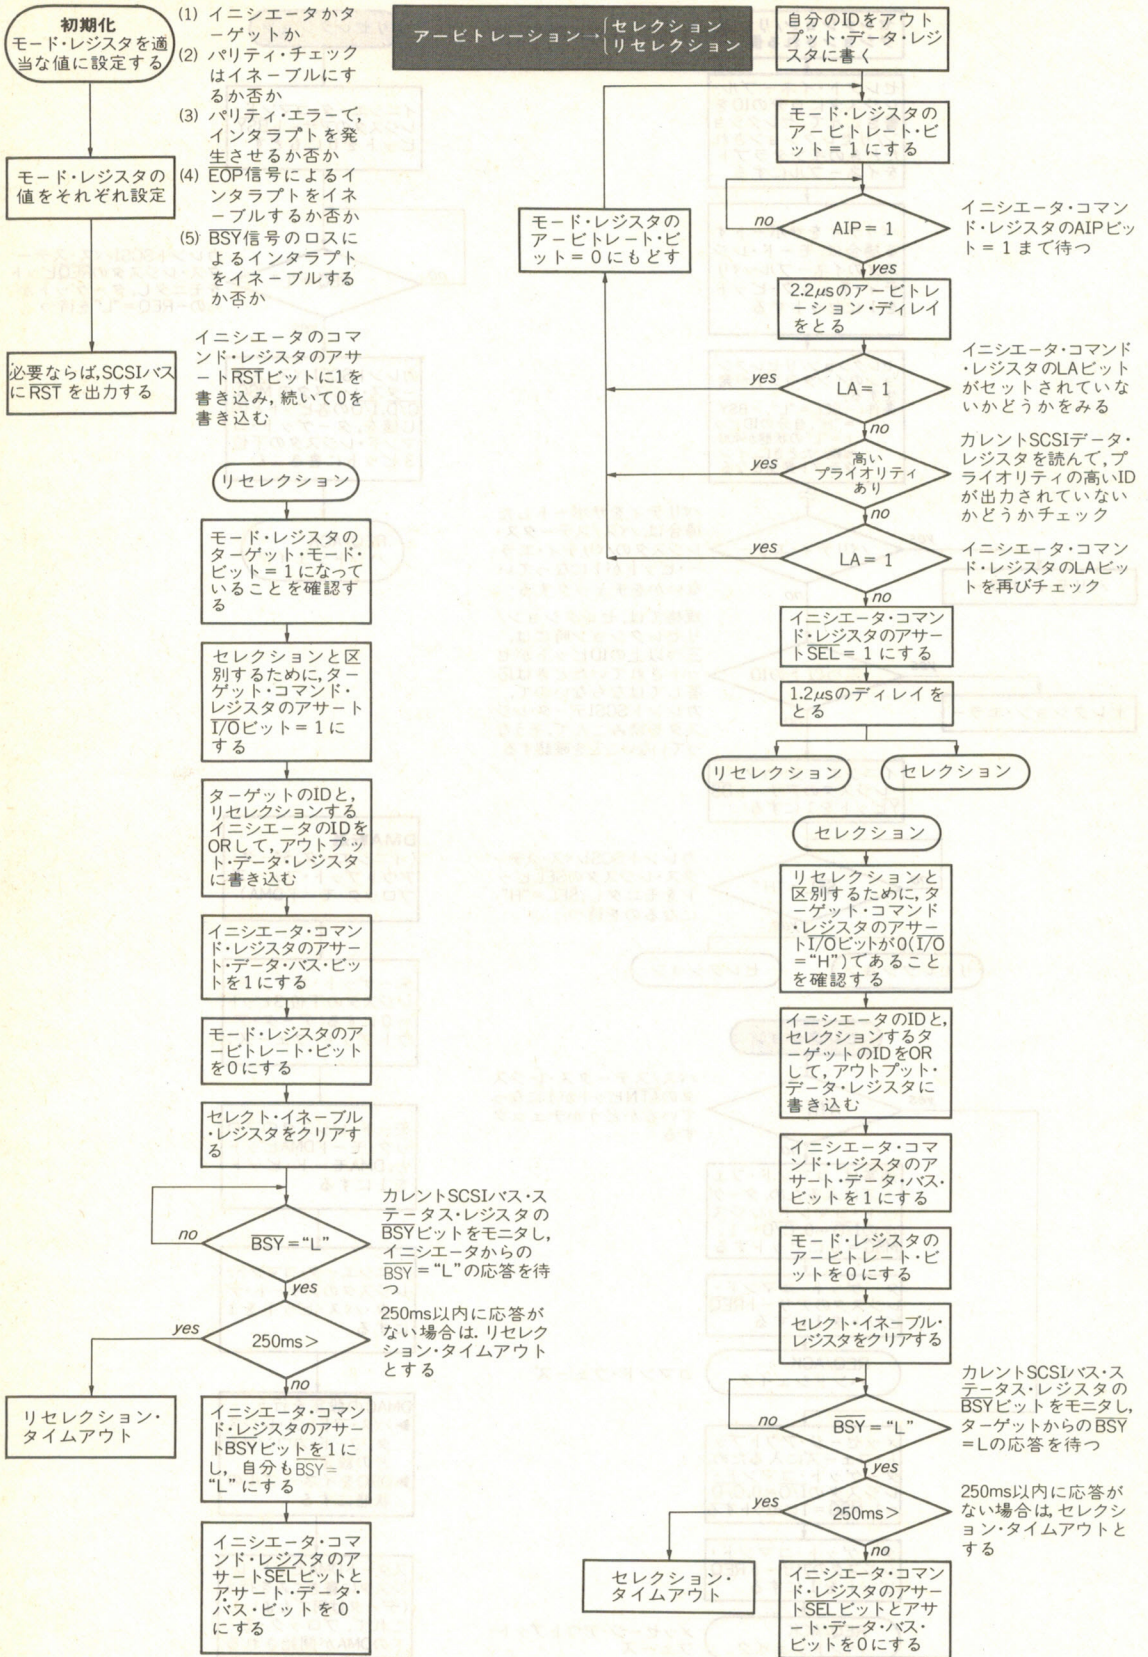 初期化
モード・レジスタを適
当な値に設定する
(1) イニシエータかタ
ーゲットか
(2) パリティ・チェック
はイネーブルにす
るか否か
(3) パリティ・エラーで,
インタラプトを発
生させるか否か
(4) EOP信号によるイ
ンタラプトをイネ
ーブルするか否か
(5) BSY信号のロスに
よるインタラプト
をイネーブルする
か否か
モード・レジスタの
値をそれぞれ設定
必要ならば,SCSIバス
にRSTを出力する
イニシエータのコマ
ンド・レジスタのアサ
ートRSTビットに1を
書き込み,続いて0を
書き込む
リセレクション
モード・レジスタの
ターゲット・モード・
ビット=1になって
いることを確認す
る
セレクションと区
別するために,ター
ゲット・コマンド・
レジスタのアサート
I/Oビット=1に
する
ターゲットのIDと,
リセレクションする
イニシエータのIDを
ORして,アウトプッ
ト・データ・レジスタ
に書き込む
イニシエータ・コマン
ド・レジスタのアサー
ト・データ・バス・ビッ
トを1にする
モード・レジスタのア
ービトレート・ビット
を0にする
セレクト・イネーブル
・レジスタをクリアす
る
no
BSY=“L”
yes
カレントSCSIバス・ス
テータス・レジスタの
BSYビットをモニタし,
イニシエータからの
BSY=“L”の応答を待
つ
yes
250ms>
no
250ms以内に応答が
ない場合は,リセレク
ション・タイムアウト
とする
リセレクション・
タイムアウト
イニシエータ・コマン
ド・レジスタのアサー
トBSYビットを1に
し, 自分もBSY=
“L”にする
イニシエータ・コマ
ンド・レジスタのア
サートSELビットと
アサート・データ・
バス・ビットを0
にする
アービトレーション→{セレクション
リセレクション
自分のIDをアウト
プット・データ・レジ
スタに書く
モード・レジスタの
アービトレート・ビ
ット=1にする
モード・レジスタの
アービトレート・ビ
ット=0にもどす
no
AIP=1
yes
イニシエータ・コマン
ド・レジスタのAIPビッ
ト=1まで待つ
2.2μsのアービトレ
ーション・ディレイ
をとる
yes
LA=1
no
イニシエータ・コマンド
・レジスタのLAビット
がセットされていな
いかどうかをみる
yes
高い
プライオリティ
あり
no
カレントSCSIデータ・
レジスタを読んで,プ
ライオリティの高いID
が出力されていない
かどうかチェック
yes
LA=1
no
イニシエータ・コマン
ド・レジスタのLAビッ
トを再びチェック
イニシエータ・コマン
ド・レジスタのアサー
トSEL=1にする
1.2μsのディレイを
とる
リセレクション
セレクション
セレクション
リセレクションと
区別するために,タ
ーゲット・コマンド
・レジスタのアサー
トI/Oビットが0(I/O
=“H”)であること
を確認する
イニシエータのIDと,
セレクションするタ
ーゲットのIDをOR
して,アウトプット・
データ・レジスタに
書き込む
イニシエータ・コマ
ンド・レジスタのア
サート・データ・バス・
ビットを1にする
モード・レジスタの
アービトレート・ビ
ットを0にする
セレクト・イネーブル・
レジスタをクリアする
no
BSY=“L”
yes
カレントSCSIバス・ス
テータス・レジスタの
BSYビットをモニタし,
ターゲットからのBSY
=Lの応答を待つ
yes
250ms>
no
250ms以内に応答が
ない場合は,セレクシ
ョン・タイムアウトと
する
セレクション・
タイムアウト
イニシエータ・コマン
ド・レジスタのアサー
トSELビットとアサ
ート・データ・バス・
ビットを0にする